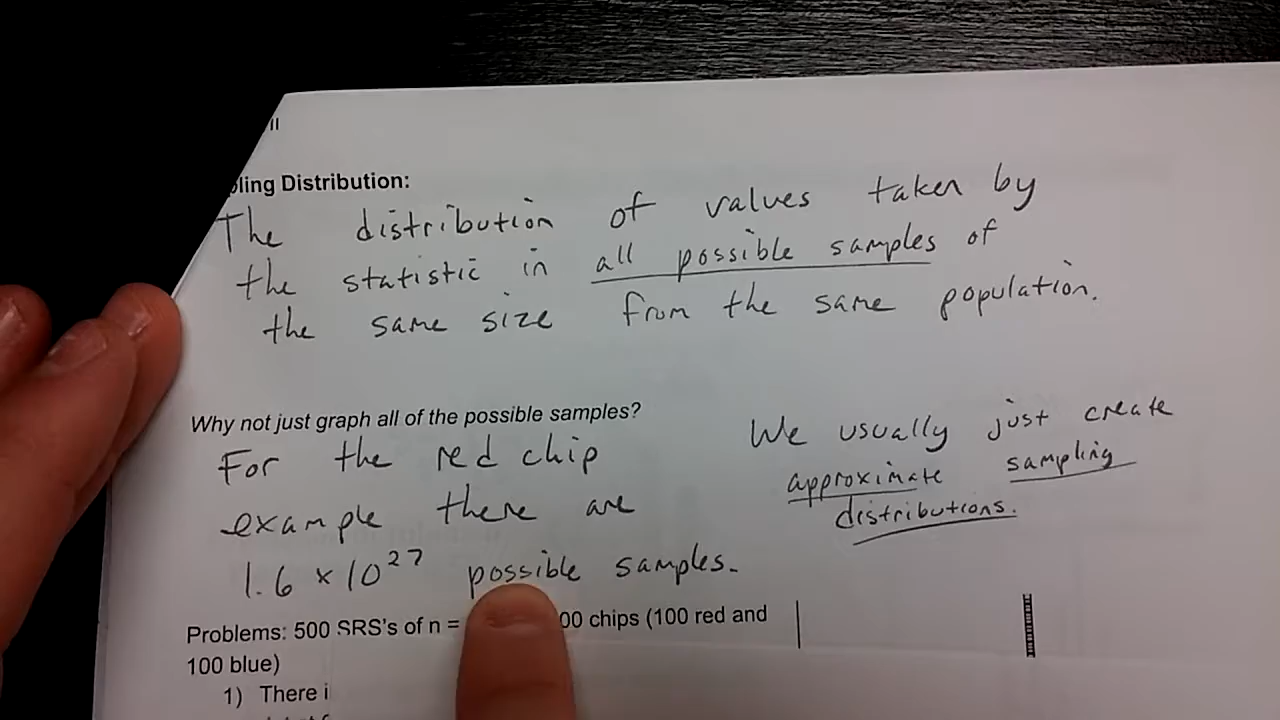 ling Distribution:
The distribution of values taken by
the statistic in all possible samples of
the same size from the same population.
Why not just graph all of the possible samples?
For the red chip
example there are
1.6 × 10²⁷ possible samples.
We usually just create
approximate sampling
distributions.
Problems: 500 SRS's of n = 00 chips (100 red and
100 blue)
1) There i